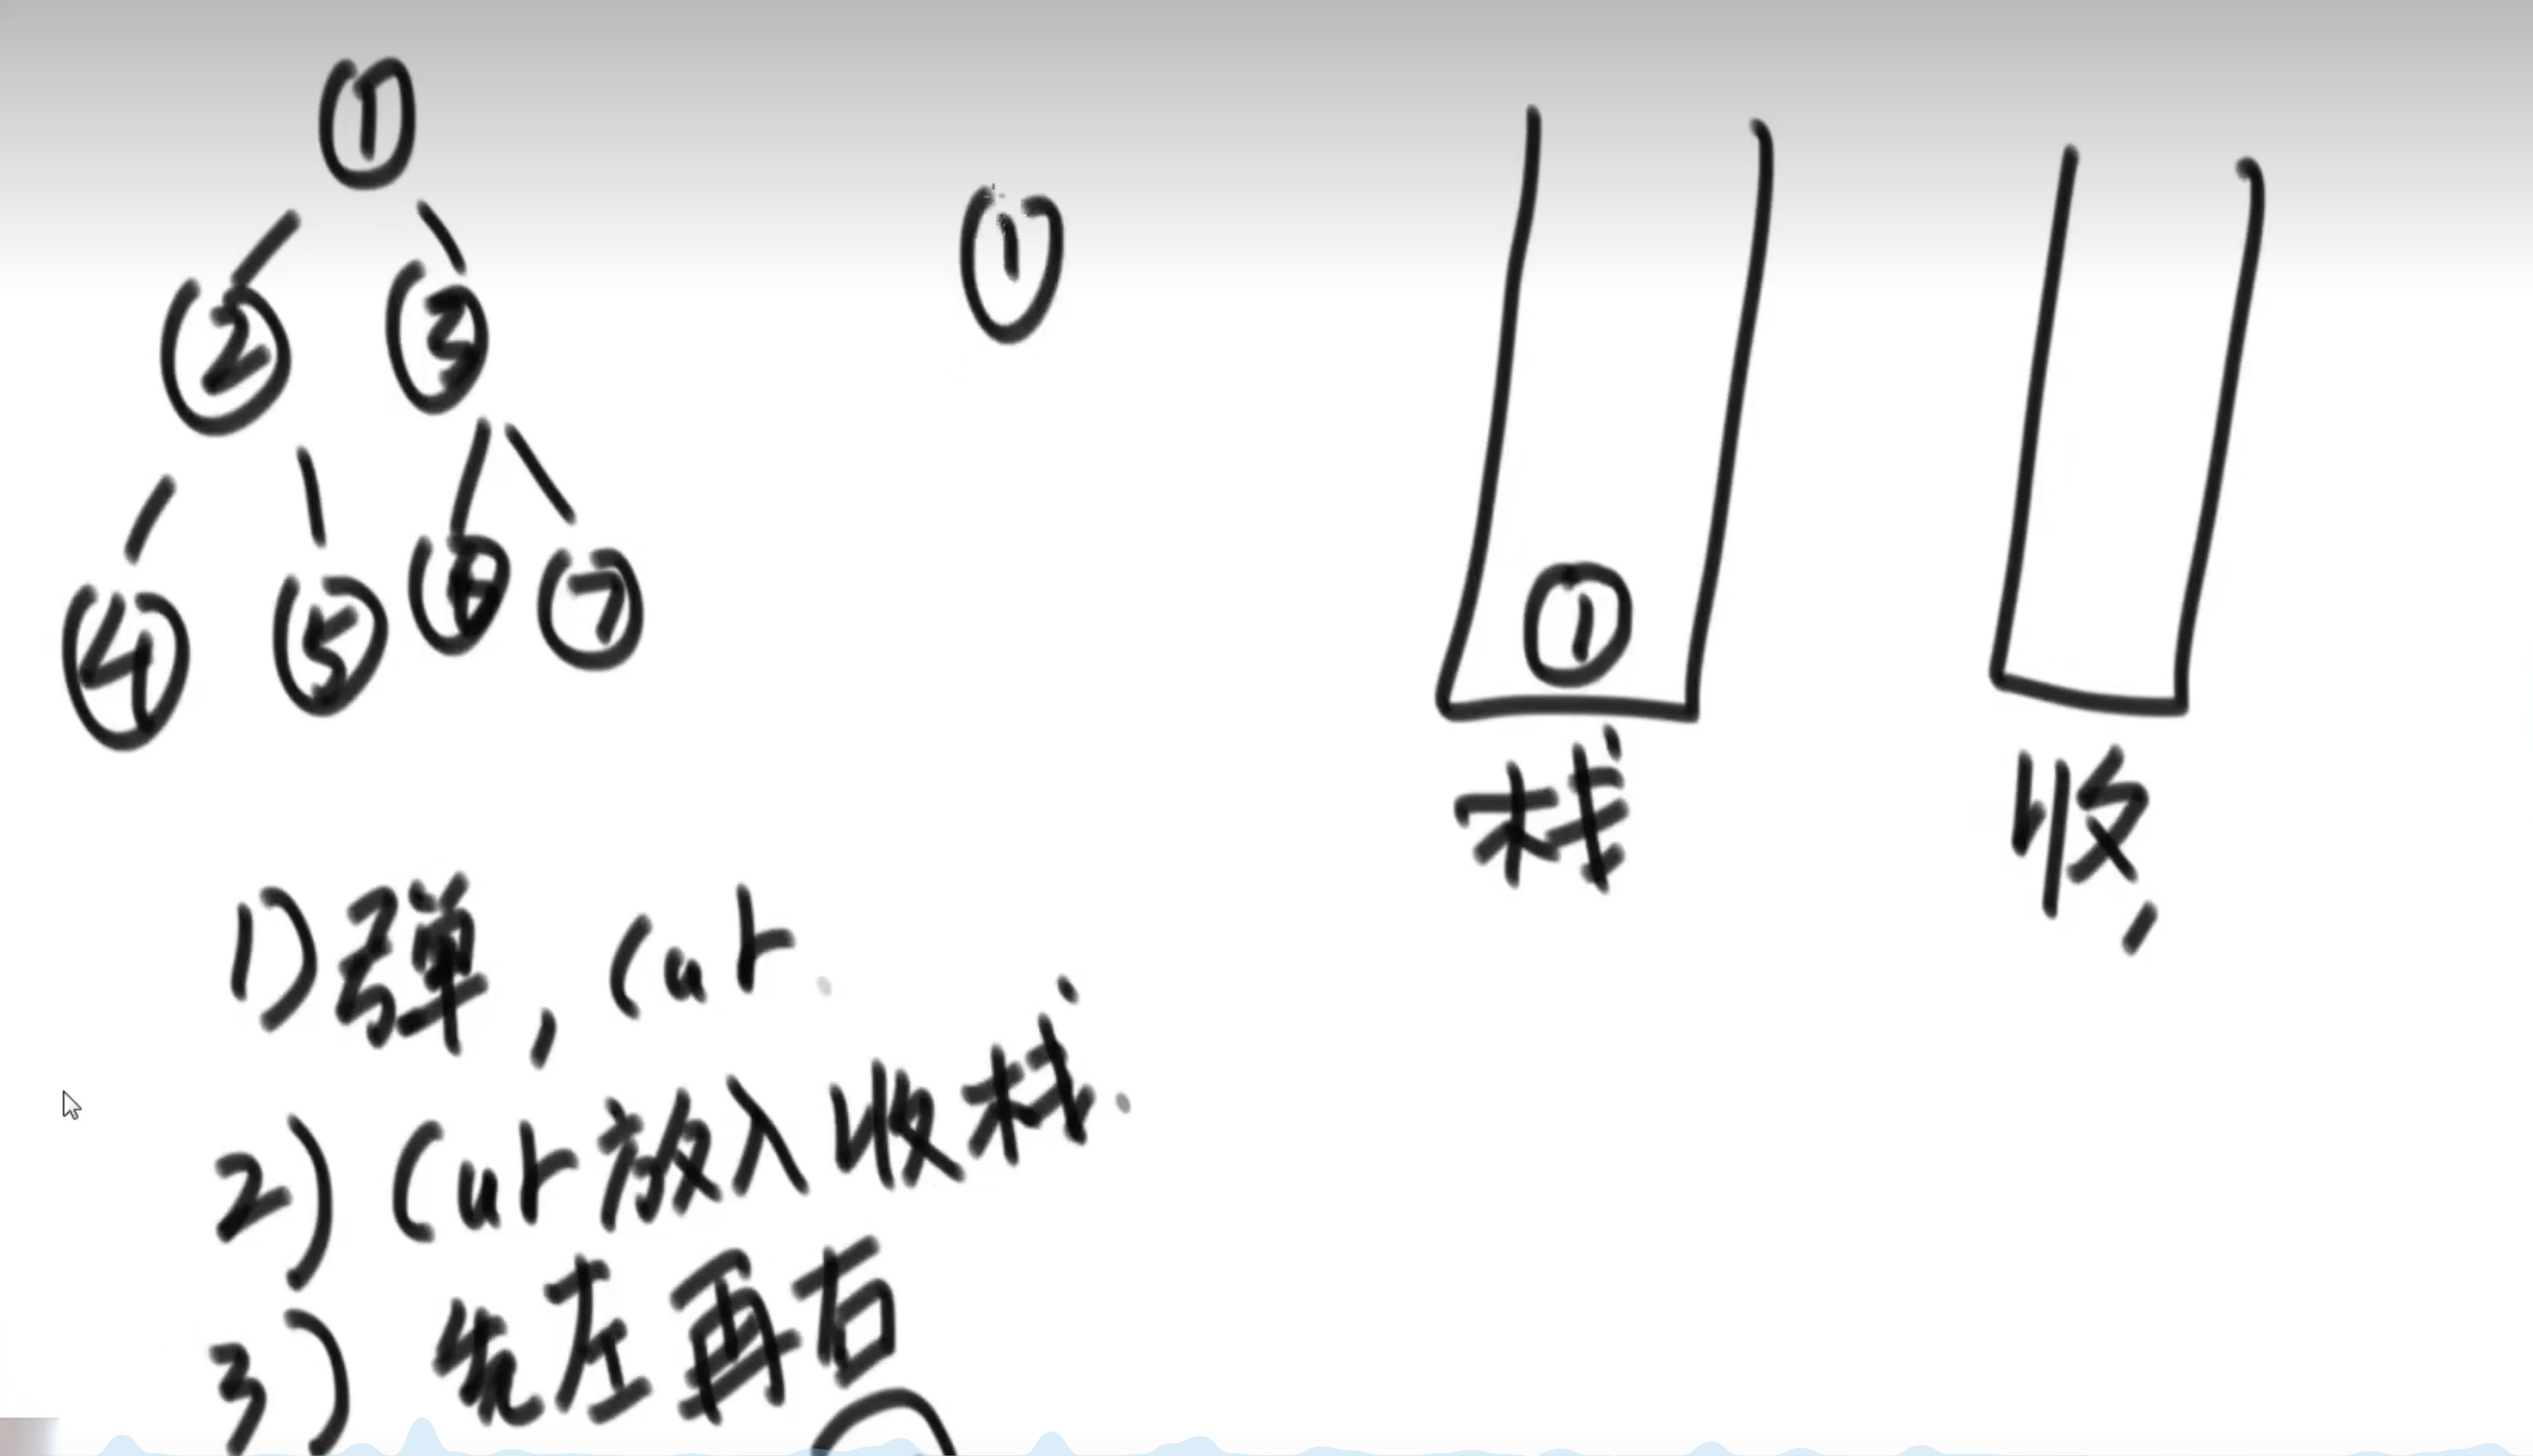 ①
①
② ③
④ ⑤ ⑥ ⑦
①
栈
收,
1) 弹, cur.
2) cur放入收栈.
3) 先左再右